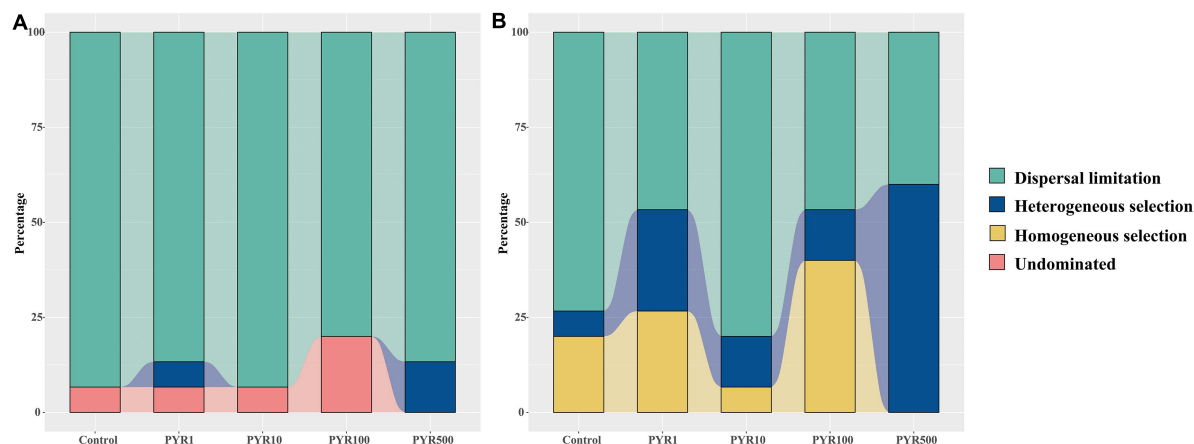 A
Percentage
100
75
50
25
0
Control PYR1 PYR10 PYR100 PYR500
B
Percentage
100
75
50
25
0
Control PYR1 PYR10 PYR100 PYR500
Dispersal limitation
Heterogeneous selection
Homogeneous selection
Undominated